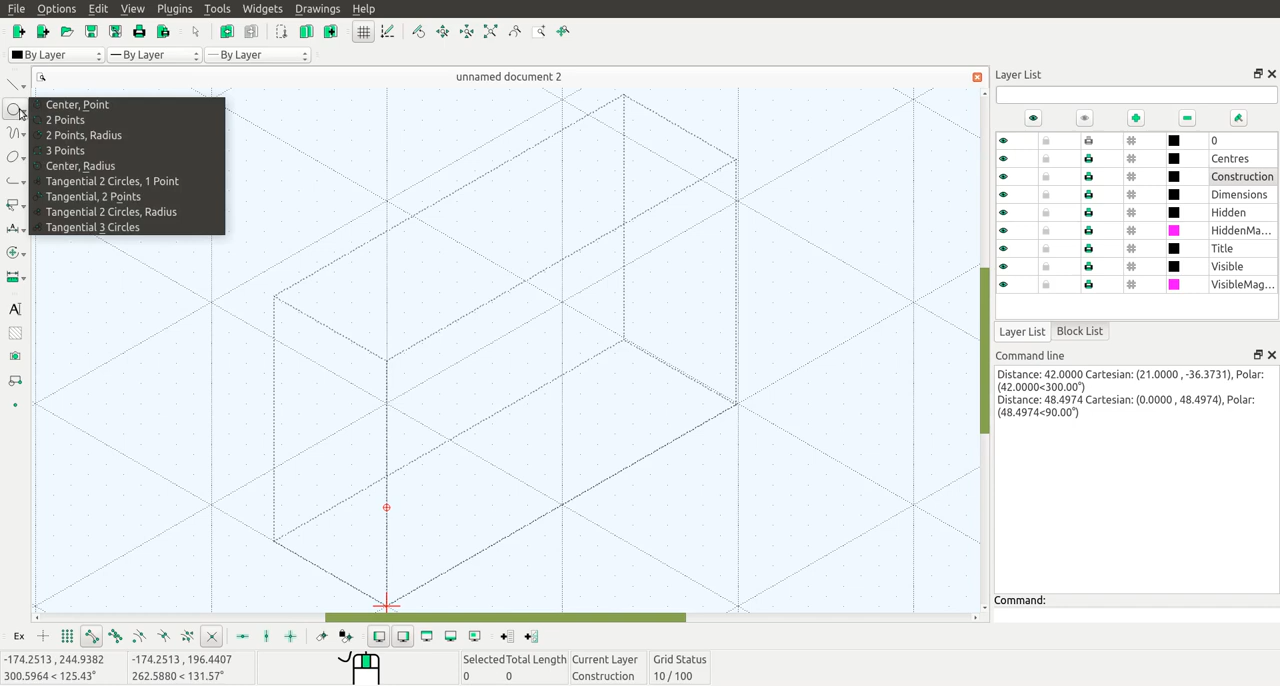 File Options Edit View Plugins Tools Widgets Drawings Help
By Layer By Layer By Layer
unnamed document 2
Center, Point
2 Points
2 Points, Radius
3 Points
Center, Radius
Tangential 2 Circles, 1 Point
Tangential, 2 Points
Tangential 2 Circles, Radius
Tangential 3 Circles
A
A
Layer List
0
Centres
Construction
Dimensions
Hidden
HiddenMa...
Title
Visible
VisibleMag...
Layer List Block List
Command line
Distance: 42.0000 Cartesian: (21.0000 , -36.3731), Polar:
(42.0000<300.00°)
Distance: 48.4974 Cartesian: (0.0000 , 48.4974), Polar:
(48.4974<90.00°)
Command:
Ex
-174.2513 , 244.9382
300.5964 < 125.43°
-174.2513 , 196.4407
262.5880 < 131.57°
Selected Total Length
0 0
Current Layer
Construction
Grid Status
10 / 100